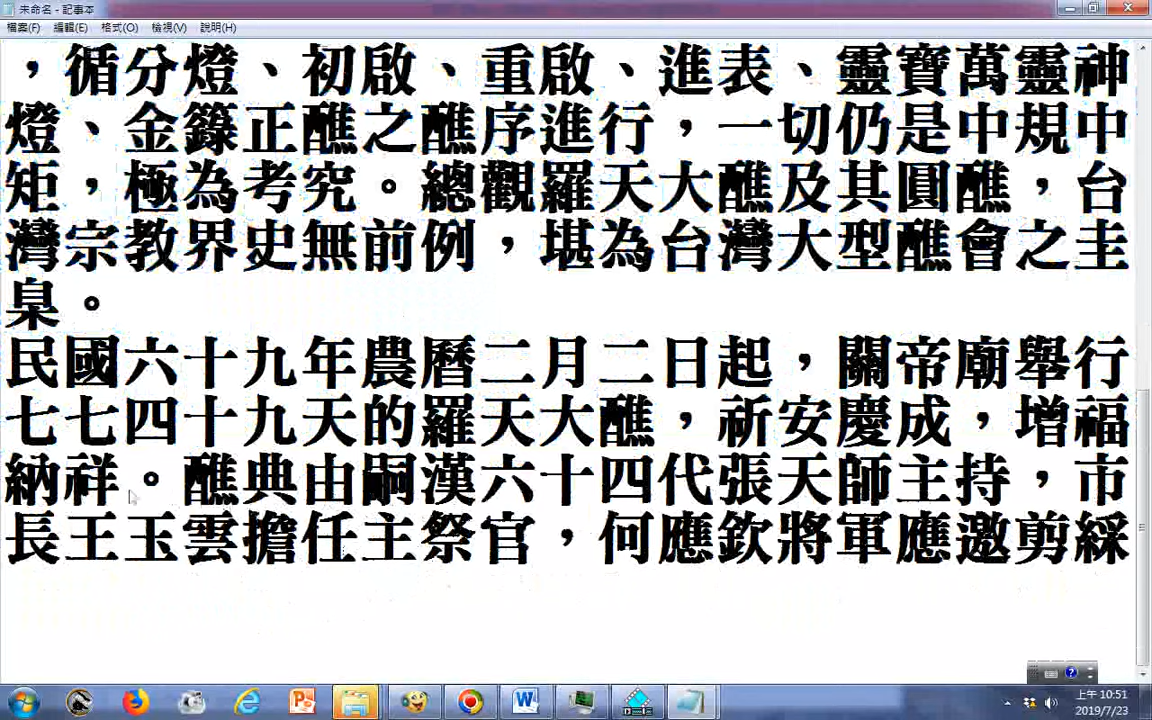 未命名 - 記事本
檔案(F) 編輯(E) 格式(O) 檢視(V) 說明(H)
，循分燈、初啟、重啟、進表、靈寶萬靈神
燈、金籙正醮之醮序進行，一切仍是中規中
矩，極為考究。總觀羅天大醮及其圓醮，台
灣宗教界史無前例，堪為台灣大型醮會之圭
臬。
民國六十九年農曆二月二日起，關帝廟舉行
七七四十九天的羅天大醮，祈安慶成，增福
納祥。醮典由嗣漢六十四代張天師主持，市
長王玉雲擔任主祭官，何應欽將軍應邀剪綵
上午 10:51
2019/7/23